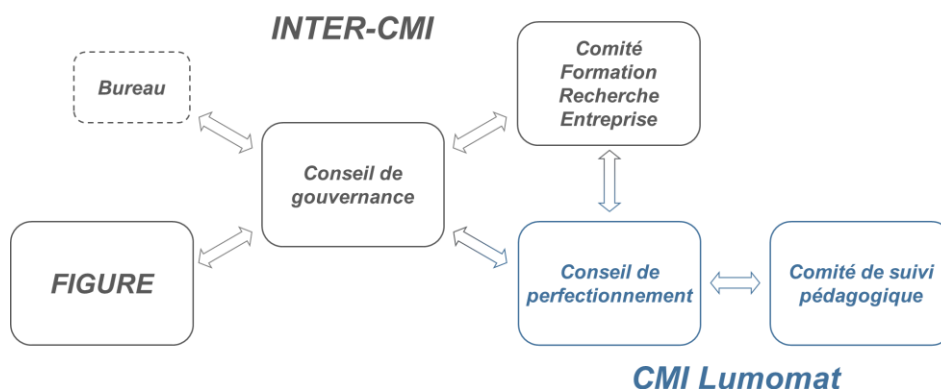 INTER-CMI
Bureau
Comité
Formation
Recherche
Entreprise
Conseil de
gouvernance
FIGURE
Conseil de
perfectionnement
Comité de suivi
pédagogique
CMI Lumomat